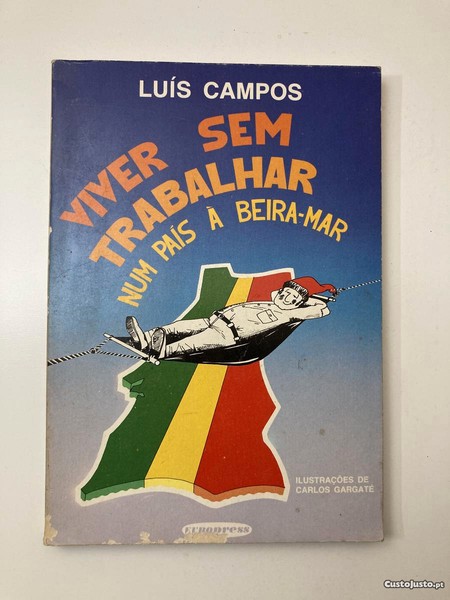 LUÍS CAMPOS
VIVER SEM
TRABALHAR
NUM PAÍS À BEIRA-MAR
ILUSTRAÇÕES DE
CARLOS GARGATÉ
EUROPRESS
CustoJusto.pt